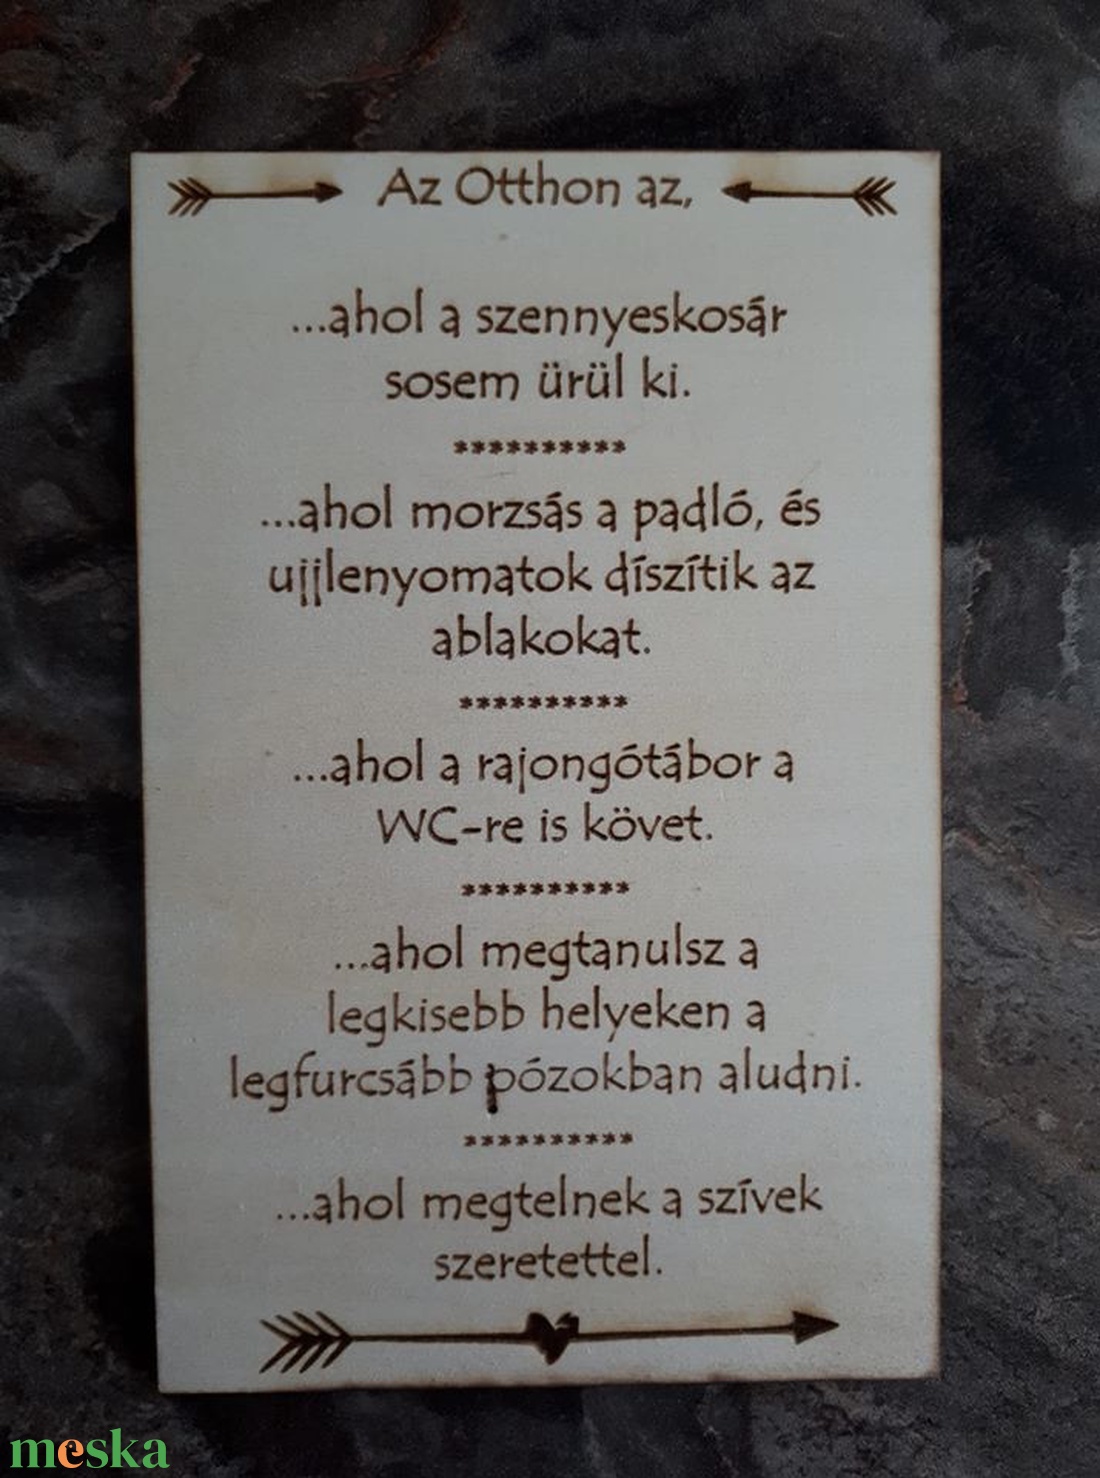 Az Otthon az,
...ahol a szennyeskosár
sosem ürül ki.
**********
...ahol morzsás a padló, és
ujjlenyomatok díszítik az
ablakokat.
**********
...ahol a rajongótábor a
WC-re is követ.
**********
...ahol megtanulsz a
legkisebb helyeken a
legfurcsább pózokban aludni.
**********
...ahol megtelnek a szívek
szeretettel.
meska